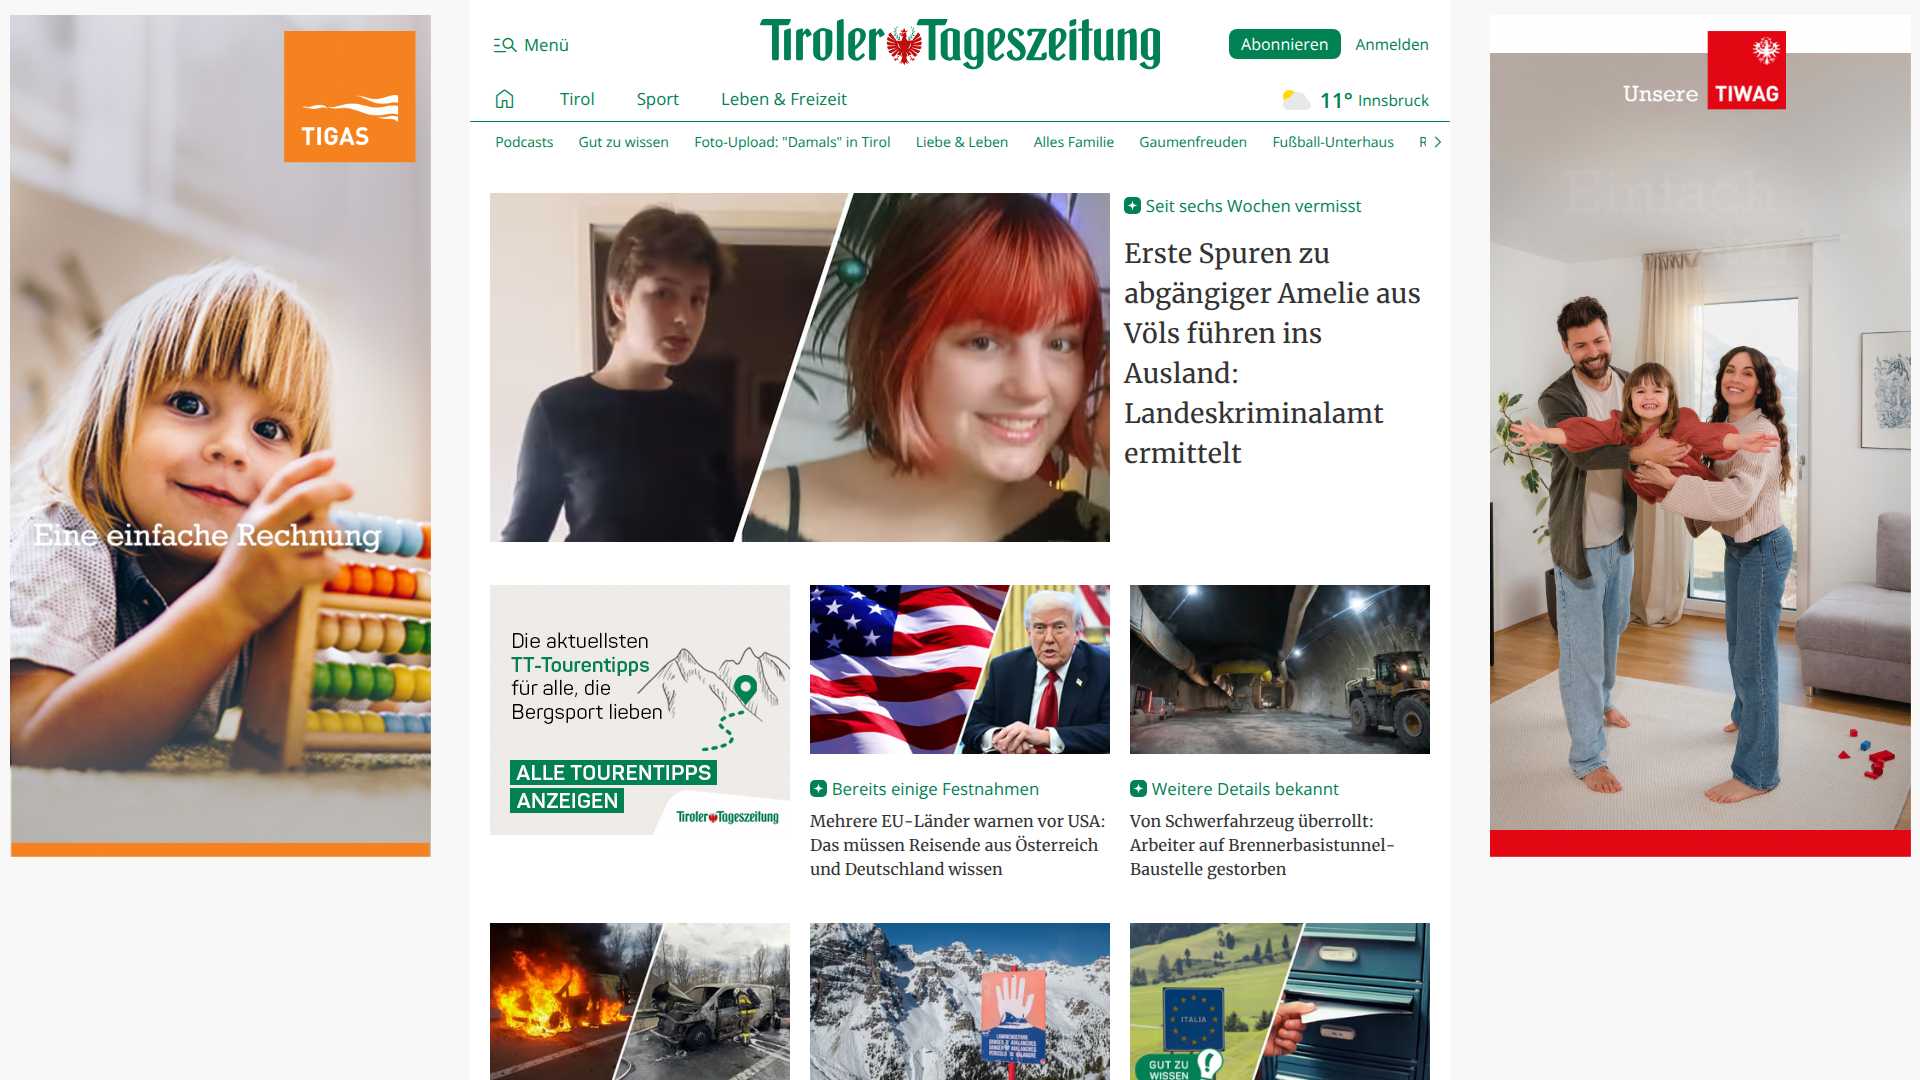 TIGAS
Eine einfache Rechnung
Menü
Tiroler Tageszeitung
Abonnieren
Anmelden
Tirol
Sport
Leben & Freizeit
11° Innsbruck
Podcasts
Gut zu wissen
Foto-Upload: "Damals" in Tirol
Liebe & Leben
Alles Familie
Gaumenfreuden
Fußball-Unterhaus
Seit sechs Wochen vermisst
Erste Spuren zu
abgängiger Amelie aus
Völs führen ins
Ausland:
Landeskriminalamt
ermittelt
Die aktuellsten
TT-Tourentipps
für alle, die
Bergsport lieben
ALLE TOURENTIPPS
ANZEIGEN
Tiroler Tageszeitung
Bereits einige Festnahmen
Mehrere EU-Länder warnen vor USA:
Das müssen Reisende aus Österreich
und Deutschland wissen
Weitere Details bekannt
Von Schwerfahrzeug überrollt:
Arbeiter auf Brennerbasistunnel-
Baustelle gestorben
ITALIA
GUT ZU
WISSEN
Unsere
TIWAG
Einfach